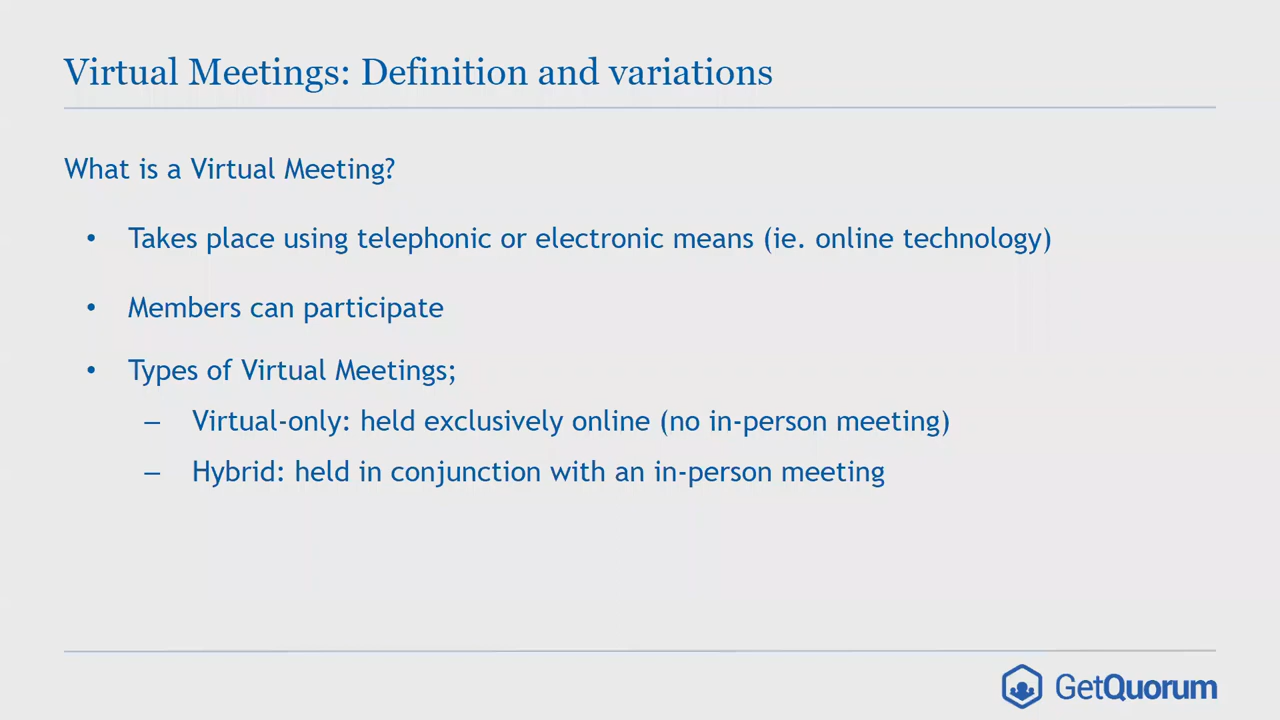 Virtual Meetings: Definition and variations
What is a Virtual Meeting?
• Takes place using telephonic or electronic means (ie. online technology)
• Members can participate
• Types of Virtual Meetings;
– Virtual-only: held exclusively online (no in-person meeting)
– Hybrid: held in conjunction with an in-person meeting
GetQuorum